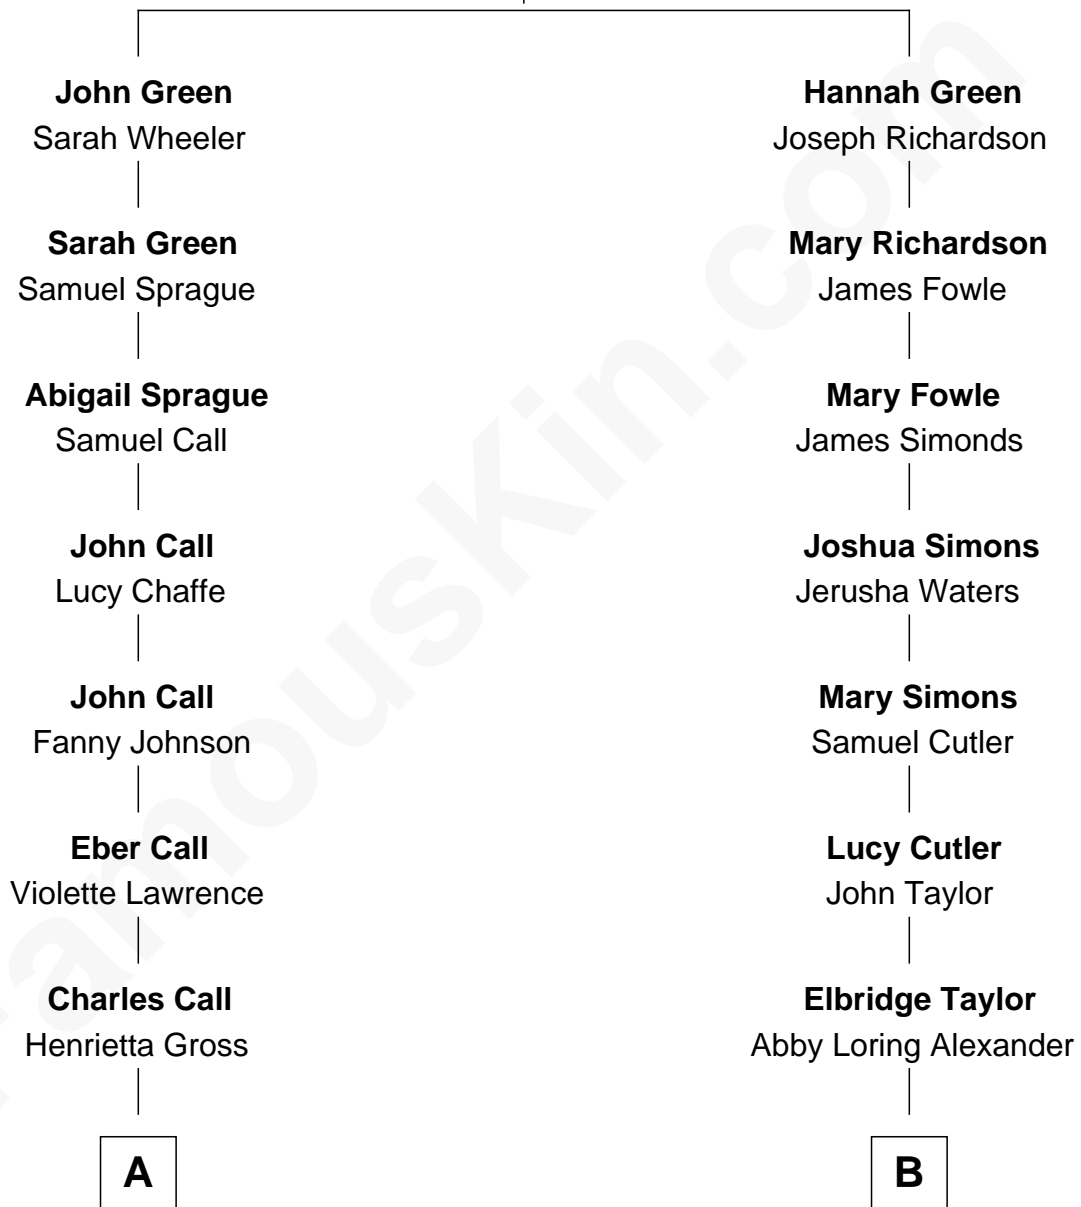 John Green
Sarah Wheeler
Sarah Green
Samuel Sprague
Abigail Sprague
Samuel Call
John Call
Lucy Chaffe
John Call
Fanny Johnson
Eber Call
Violette Lawrence
Charles Call
Henrietta Gross
A
Hannah Green
Joseph Richardson
Mary Richardson
James Fowle
Mary Fowle
James Simonds
Joshua Simons
Jerusha Waters
Mary Simons
Samuel Cutler
Lucy Cutler
John Taylor
Elbridge Taylor
Abby Loring Alexander
B
FamousKin.com